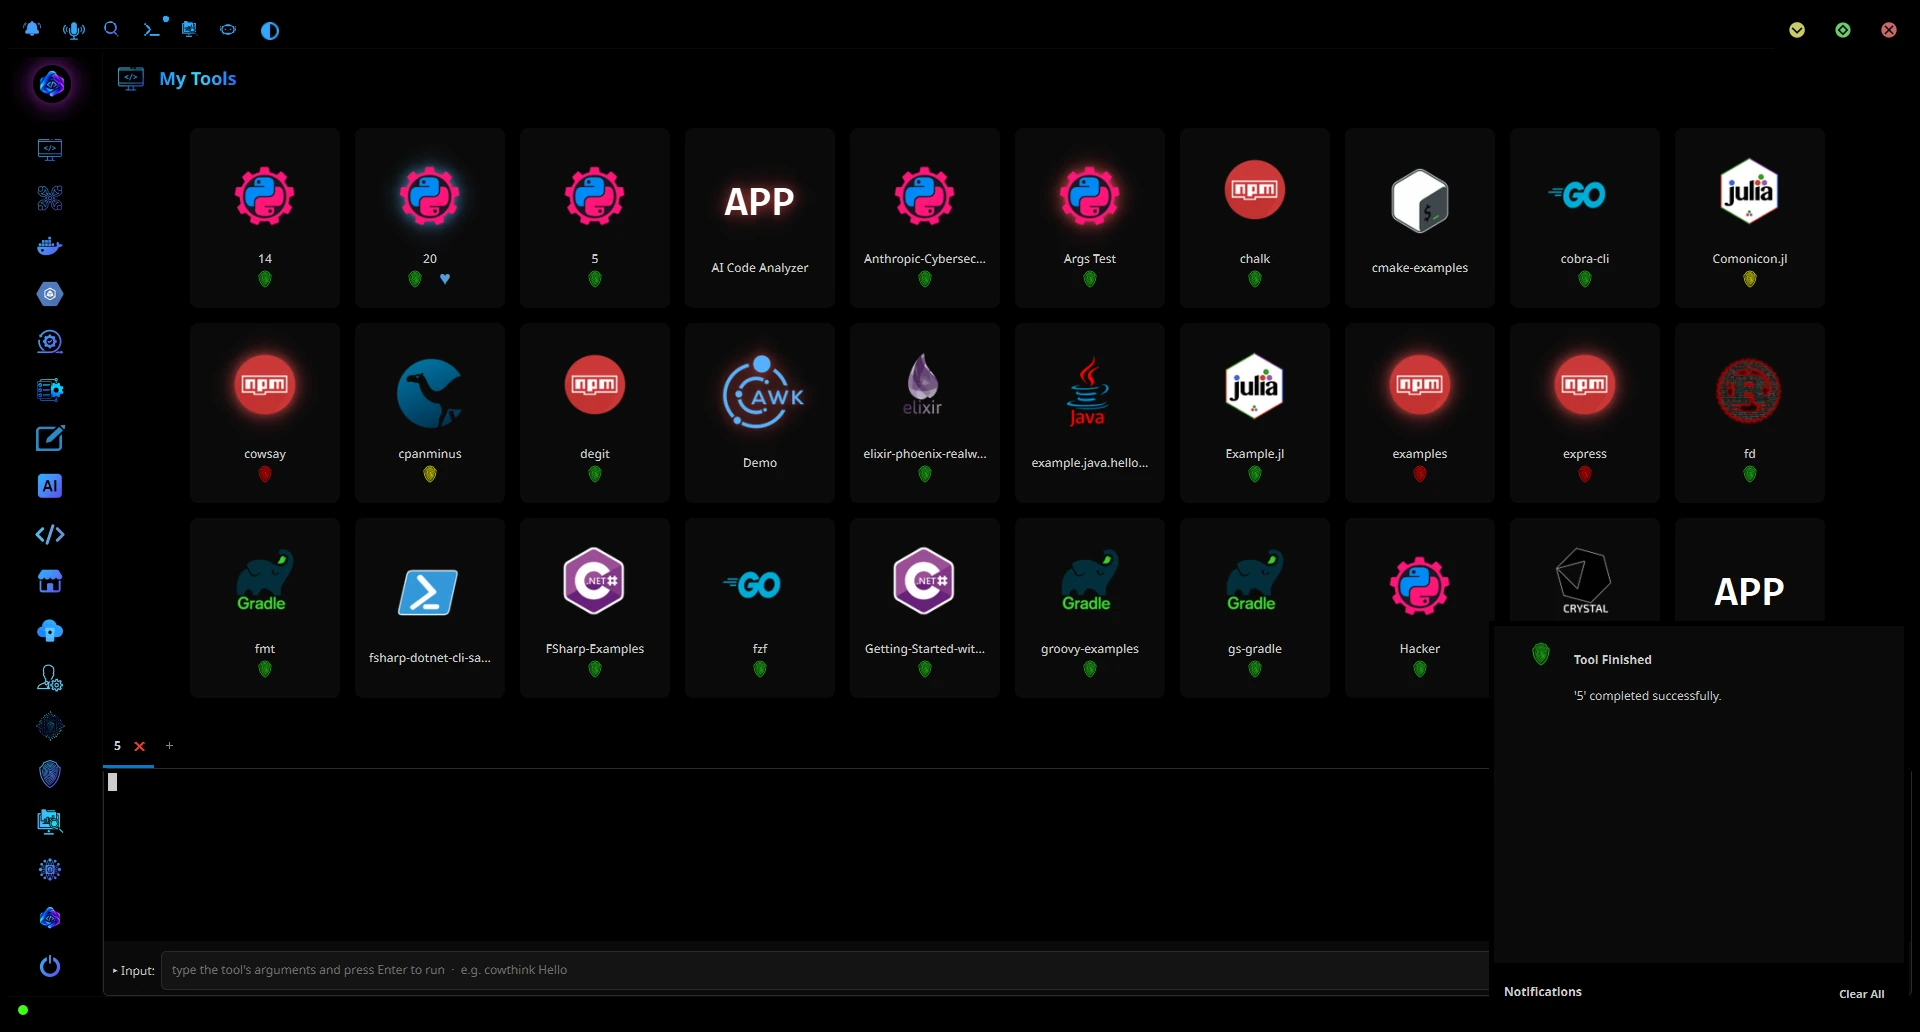 My Tools
14
20
5
APP
AI Code Analyzer
Anthropic-Cybersec...
Args Test
npm
chalk
cmake-examples
GO
cobra-cli
julia
Comonicon.jl
npm
cowsay
cpanminus
npm
degit
AWK
Demo
elixir
elixir-phoenix-realw...
Java
example.java.hello...
julia
Example.jl
npm
examples
npm
express
fd
Gradle
fmt
fsharp-dotnet-cli-sa...
C .NET#
FSharp-Examples
GO
fzf
C .NET#
Getting-Started-wit...
Gradle
groovy-examples
Gradle
gs-gradle
Hacker
CRYSTAL
APP
AI
</>
Tool Finished
'5' completed successfully.
5
+
Input:
type the tool's arguments and press Enter to run · e.g. cowthink Hello
Notifications
Clear All